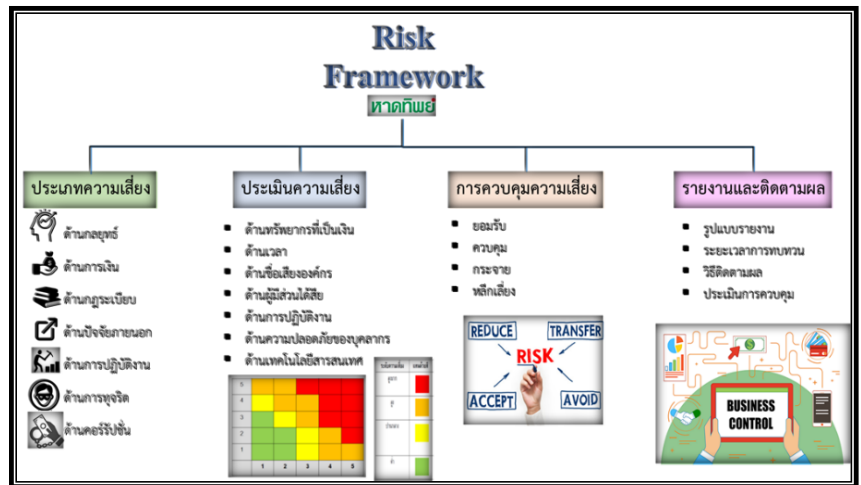 Risk
Framework
หาดทิพย์
ประเภทความเสี่ยง
ด้านกลยุทธ์
ด้านการเงิน
ด้านกฎระเบียบ
ด้านปัจจัยภายนอก
ด้านการปฏิบัติงาน
ด้านการทุจริต
ด้านคอร์รัปชั่น
ประเมินความเสี่ยง
ด้านทรัพยากรที่เป็นเงิน
ด้านเวลา
ด้านชื่อเสียงองค์กร
ด้านผู้มีส่วนได้เสีย
ด้านการปฏิบัติงาน
ด้านความปลอดภัยของบุคลากร
ด้านเทคโนโลยีสารสนเทศ
5
4
3
2
1
1 2 3 4 5
สูงมาก
สูง
ปานกลาง
ต่ำ
การควบคุมความเสี่ยง
ยอมรับ
ควบคุม
กระจาย
หลีกเลี่ยง
REDUCE TRANSFER
RISK
ACCEPT AVOID
รายงานและติดตามผล
รูปแบบรายงาน
ระยะเวลาการทบทวน
วิธีติดตามผล
ประเมินการควบคุม
BUSINESS
CONTROL